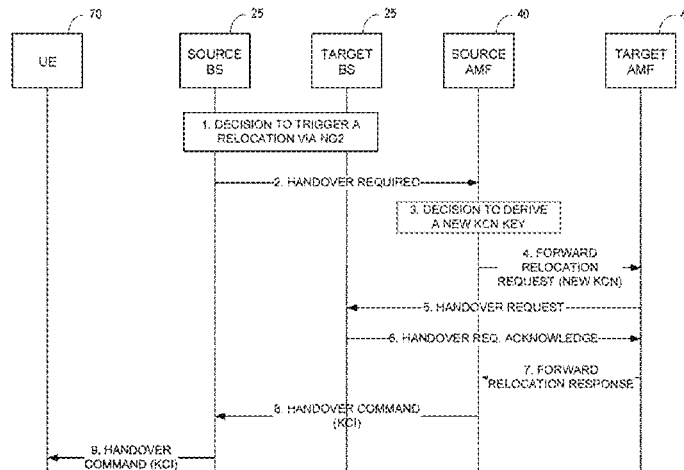 70
25
25
40
4
UE
SOURCE
BS
TARGET
BS
SOURCE
AMF
TARGET
AMF
1. DECISION TO TRIGGER A
RELOCATION VIA NG2
2. HANDOVER REQUIRED
3. DECISION TO DERIVE
A NEW KCN KEY
4. FORWARD
RELOCATION
REQUEST (NEW KCN)
5. HANDOVER REQUEST
6. HANDOVER REQ. ACKNOWLEDGE
7. FORWARD
RELOCATION RESPONSE
8. HANDOVER COMMAND
(KCI)
9. HANDOVER
COMMAND (KCI)